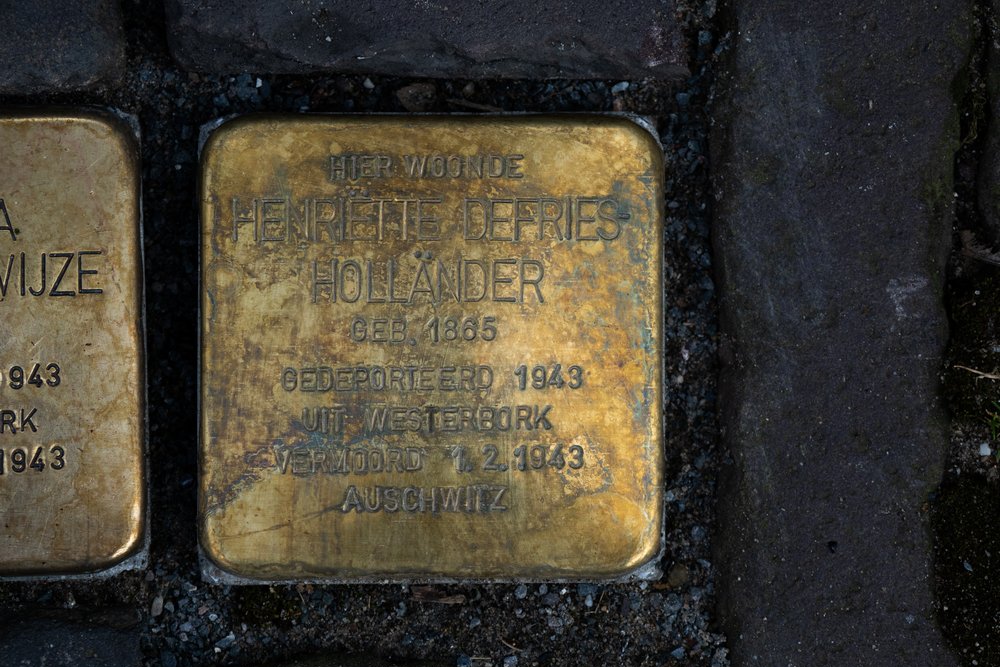 HIER WOONDE
HENRIËTTE DEFRIES-
HOLLÄNDER
GEB. 1865
GEDEPORTEERD 1943
UIT WESTERBORK
VERMOORD 1.2.1943
AUSCHWITZ
A.
WIJZE
1943
RK
1943